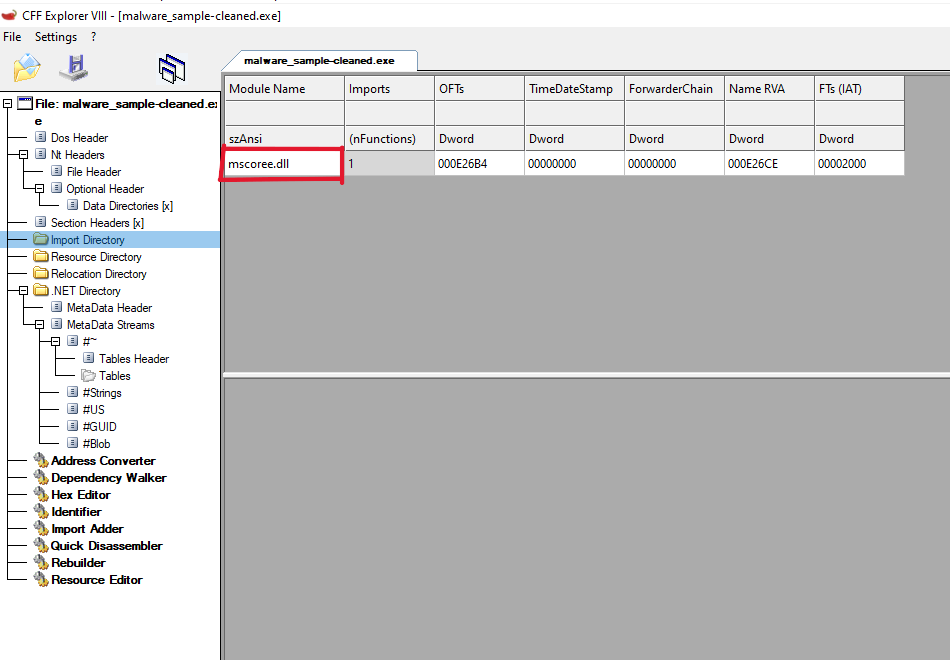 CFF Explorer VIII - [malware_sample-cleaned.exe]
File Settings ?
malware_sample-cleaned.exe
File: malware_sample-cleaned.ex
e
Dos Header
Nt Headers
File Header
Optional Header
Data Directories [x]
Section Headers [x]
Import Directory
Resource Directory
Relocation Directory
.NET Directory
MetaData Header
MetaData Streams
#~
Tables Header
Tables
#Strings
#US
#GUID
#Blob
Address Converter
Dependency Walker
Hex Editor
Identifier
Import Adder
Quick Disassembler
Rebuilder
Resource Editor
Module Name Imports OFTs TimeDateStamp ForwarderChain Name RVA FTs (IAT)
szAnsi (nFunctions) Dword Dword Dword Dword Dword
mscoree.dll 1 000E26B4 00000000 00000000 000E26CE 00002000